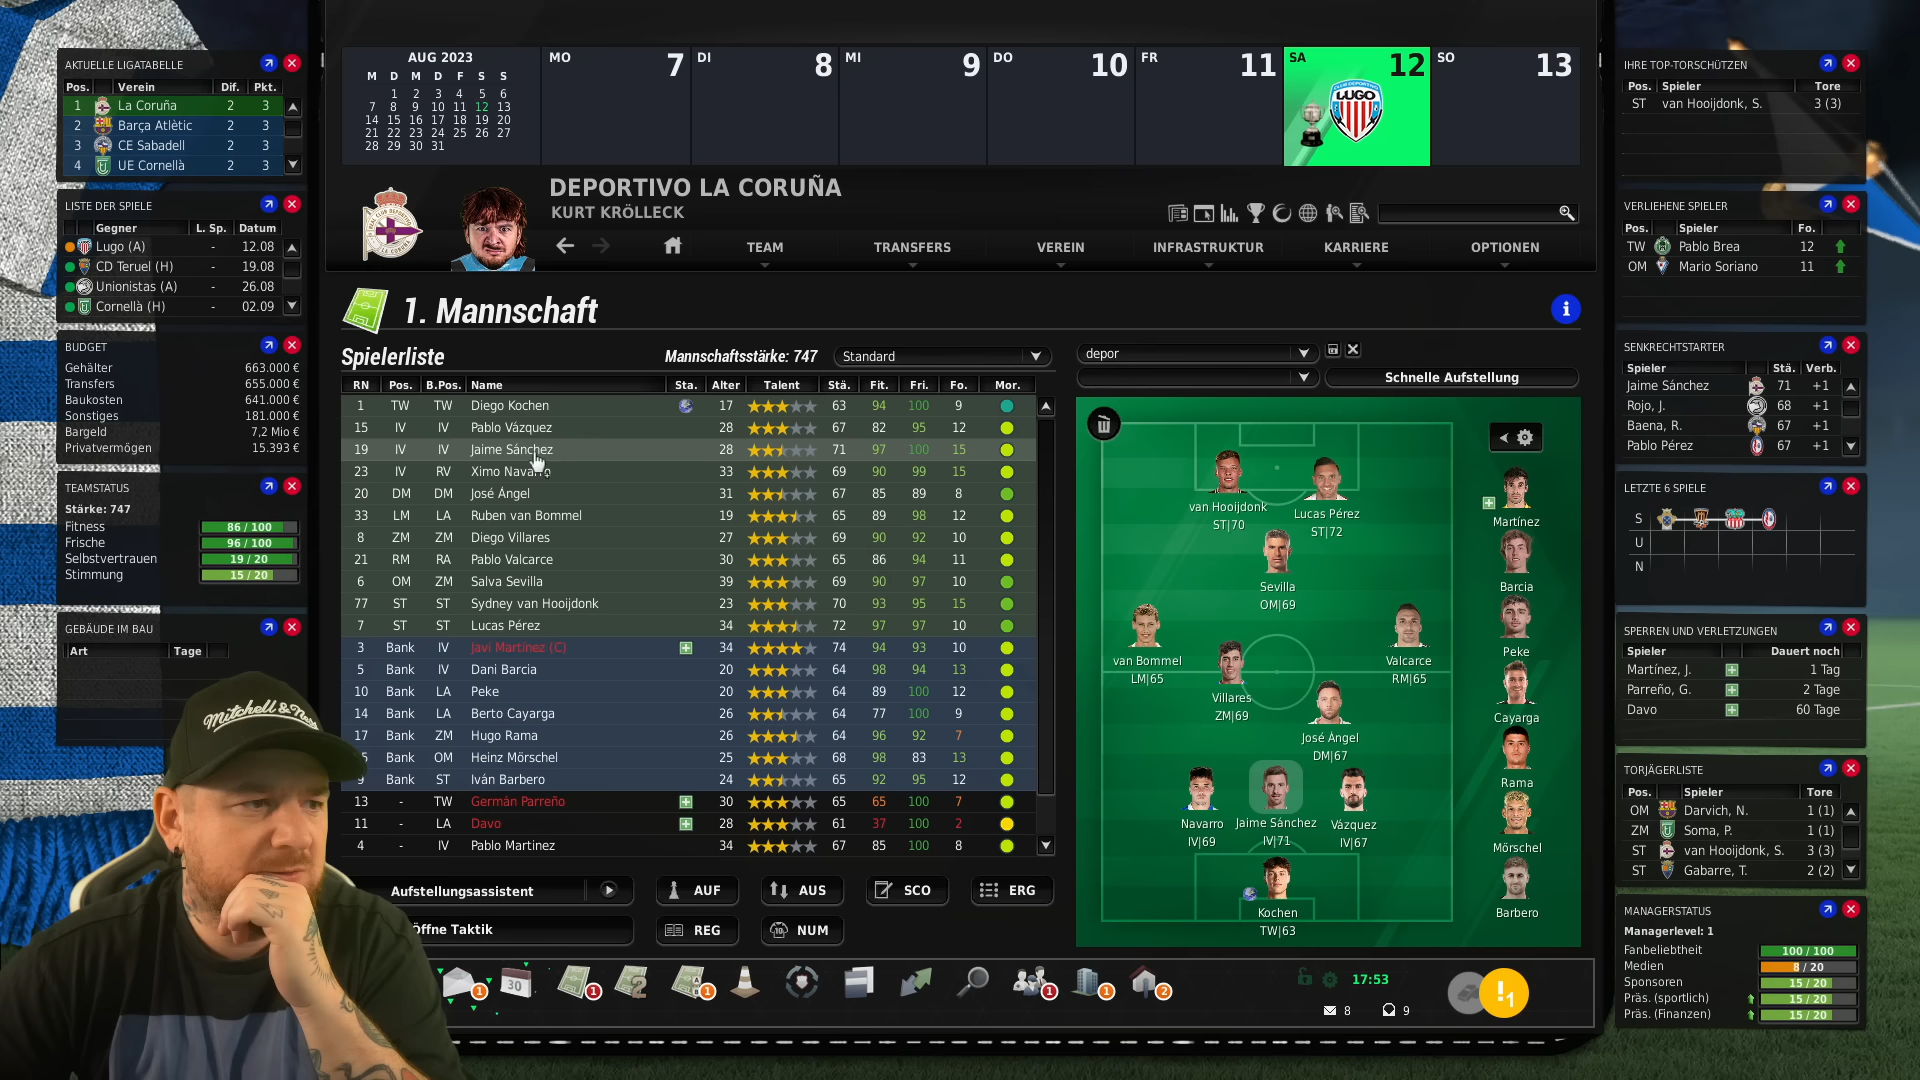 AKTUELLE LIGATABELLE
Pos. Verein Dif. Pkt.
1 La Coruña 2 3
2 Barça Atlètic 2 3
3 CE Sabadell 2 3
4 UE Cornellà 2 3
LISTE DER SPIELE
Gegner L. Sp. Datum
Lugo (A) - 12.08
CD Teruel (H) - 19.08
Unionistas (A) - 26.08
Cornellà (H) - 02.09
BUDGET
Gehälter 663.000 €
Transfers 655.000 €
Baukosten 641.000 €
Sonstiges 181.000 €
Bargeld 7,2 Mio €
Privatvermögen 15.393 €
TEAMSTATUS
Stärke: 747
Fitness 86 / 100
Frische 96 / 100
Selbstvertrauen 19 / 20
Stimmung 15 / 20
GEBÄUDE IM BAU
Art Tage
AUG 2023
M D M D F S S
1 2 3 4 5 6
7 8 9 10 11 12 13
14 15 16 17 18 19 20
21 22 23 24 25 26 27
28 29 30 31
MO 7
DI 8
MI 9
DO 10
FR 11
SA 12
LUGO
SO 13
DEPORTIVO LA CORUÑA
KURT KRÖLLECK
TEAM TRANSFERS VEREIN INFRASTRUKTUR KARRIERE OPTIONEN
1. Mannschaft
Spielerliste Mannschaftsstärke: 747 Standard
RN Pos. B.Pos. Name Sta. Alter Talent Stä. Fit. Fri. Fo. Mor.
1 TW TW Diego Kochen 17 63 94 100 9
15 IV IV Pablo Vázquez 28 67 82 95 12
19 IV IV Jaime Sánchez 28 71 97 100 15
23 IV RV Ximo Navarro 33 69 90 99 15
20 DM DM José Ángel 31 67 85 89 8
33 LM LA Ruben van Bommel 19 65 89 98 12
8 ZM ZM Diego Villares 27 69 90 92 10
21 RM RA Pablo Valcarce 30 65 86 94 11
6 OM ZM Salva Sevilla 39 69 90 97 10
77 ST ST Sydney van Hooijdonk 23 70 93 95 15
7 ST ST Lucas Pérez 34 72 97 97 10
3 Bank IV Javi Martínez (C) 34 74 94 93 10
5 Bank IV Dani Barcia 20 64 98 94 13
10 Bank LA Peke 20 64 89 100 12
14 Bank LA Berto Cayarga 26 64 77 100 9
17 Bank ZM Hugo Rama 26 64 96 92 7
Bank OM Heinz Mörschel 25 68 98 83 13
9 Bank ST Iván Barbero 24 65 92 95 12
13 - TW Germán Parreño 30 65 65 100 7
11 - LA Davo 28 61 37 100 2
4 - IV Pablo Martinez 34 67 85 100 8
Aufstellungsassistent AUF AUS SCO ERG
Öffne Taktik REG NUM
depor
Schnelle Aufstellung
van Hooijdonk
ST|70
Lucas Pérez
ST|72
Sevilla
OM|69
van Bommel
LM|65
Valcarce
RM|65
Villares
ZM|69
José Ángel
DM|67
Navarro
IV|69
Jaime Sánchez
IV|71
Vázquez
IV|67
Kochen
TW|63
Martínez
Barcia
Peke
Cayarga
Rama
Mörschel
Barbero
1 30 1 2 1 1 1 2
17:53
8 9
!1
IHRE TOP-TORSCHÜTZEN
Pos. Spieler Tore
ST van Hooijdonk, S. 3 (3)
VERLIEHENE SPIELER
Pos. Spieler Fo.
TW Pablo Brea 12
OM Mario Soriano 11
SENKRECHTSTARTER
Spieler Stä. Verb.
Jaime Sánchez 71 +1
Rojo, J. 68 +1
Baena, R. 67 +1
Pablo Pérez 67 +1
LETZTE 6 SPIELE
S
U
N
SPERREN UND VERLETZUNGEN
Spieler Dauert noch
Martínez, J. 1 Tag
Parreño, G. 2 Tage
Davo 60 Tage
TORJÄGERLISTE
Pos. Spieler Tore
OM Darvich, N. 1 (1)
ZM Soma, P. 1 (1)
ST van Hooijdonk, S. 3 (3)
ST Gabarre, T. 2 (2)
MANAGERSTATUS
Managerlevel: 1
Fanbeliebtheit 100 / 100
Medien 8 / 20
Sponsoren 15 / 20
Präs. (sportlich) 15 / 20
Präs. (Finanzen) 15 / 20